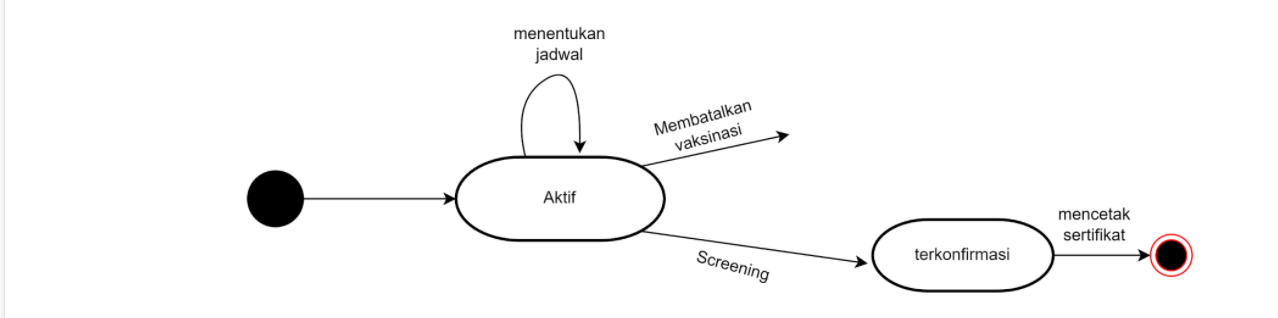 menentukan
jadwal
Membatalkan
vaksinasi
Aktif
Screening
terkonfirmasi
mencetak
sertifikat